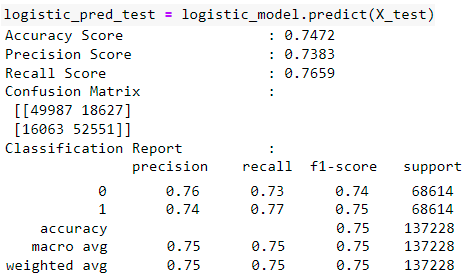 logistic_pred_test = logistic_model.predict(X_test)
Accuracy Score : 0.7472
Precision Score : 0.7383
Recall Score : 0.7659
Confusion Matrix :
[[49987 18627]
[16063 52551]]
Classification Report :
precision recall f1-score support
0 0.76 0.73 0.74 68614
1 0.74 0.77 0.75 68614
accuracy 0.75 137228
macro avg 0.75 0.75 0.75 137228
weighted avg 0.75 0.75 0.75 137228